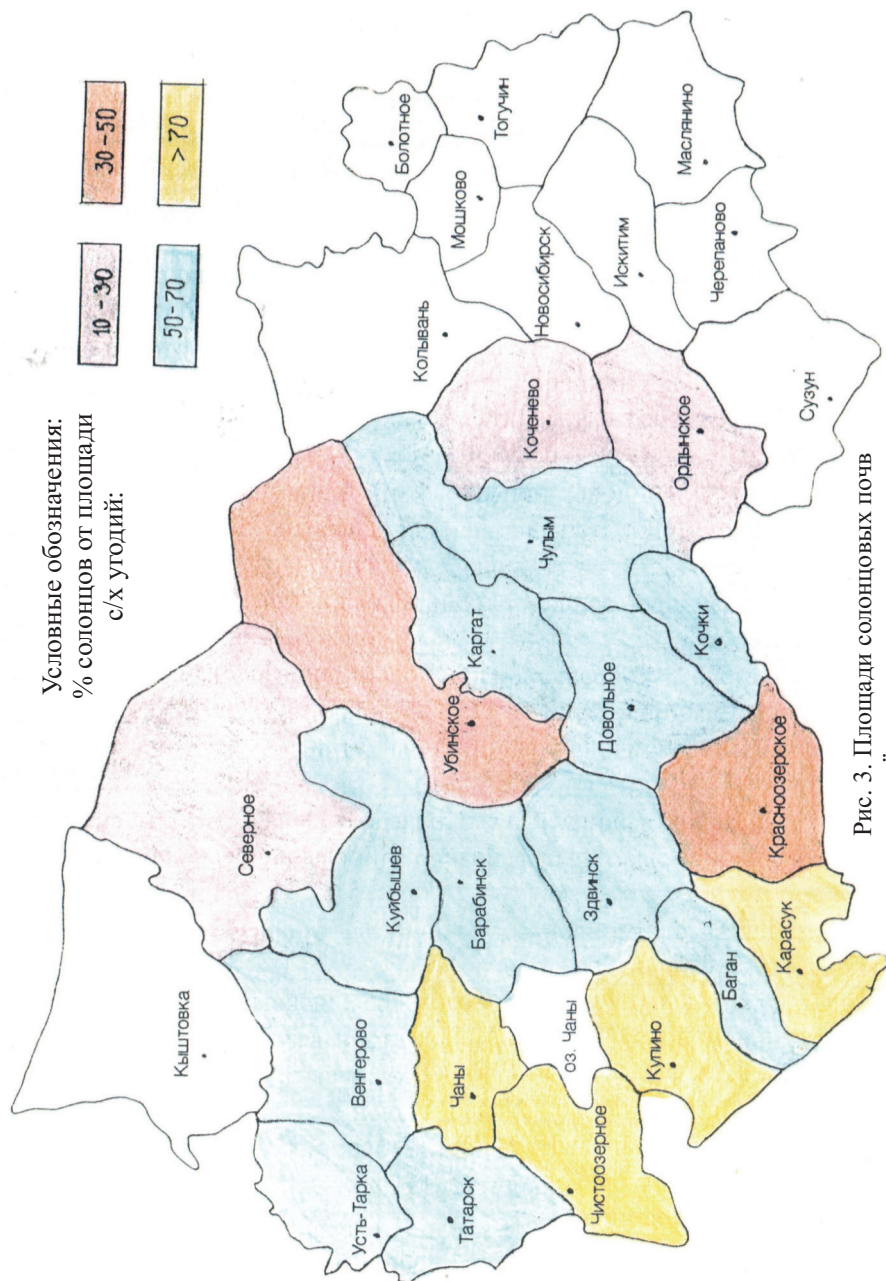 Условные обозначения:
% солонцов от площади
с/х угодий:
10 - 30
30 - 50
50 - 70
> 70
Кыштовка
Северное
Усть-Тарка
Венгерово
Куйбышев
Убинское
Колывань
Болотное
Мошково
Тогучин
Татарск
Чаны
Барабинск
Каргат
Чулым
Коченево
Новосибирск
Искитим
Маслянино
Черепаново
Чистоозерное
оз. Чаны
Здвинск
Довольное
Ордынское
Сузун
Купино
Баган
Карасук
Краснозерское
Кочки
Рис. 3. Площади солонцовых почв